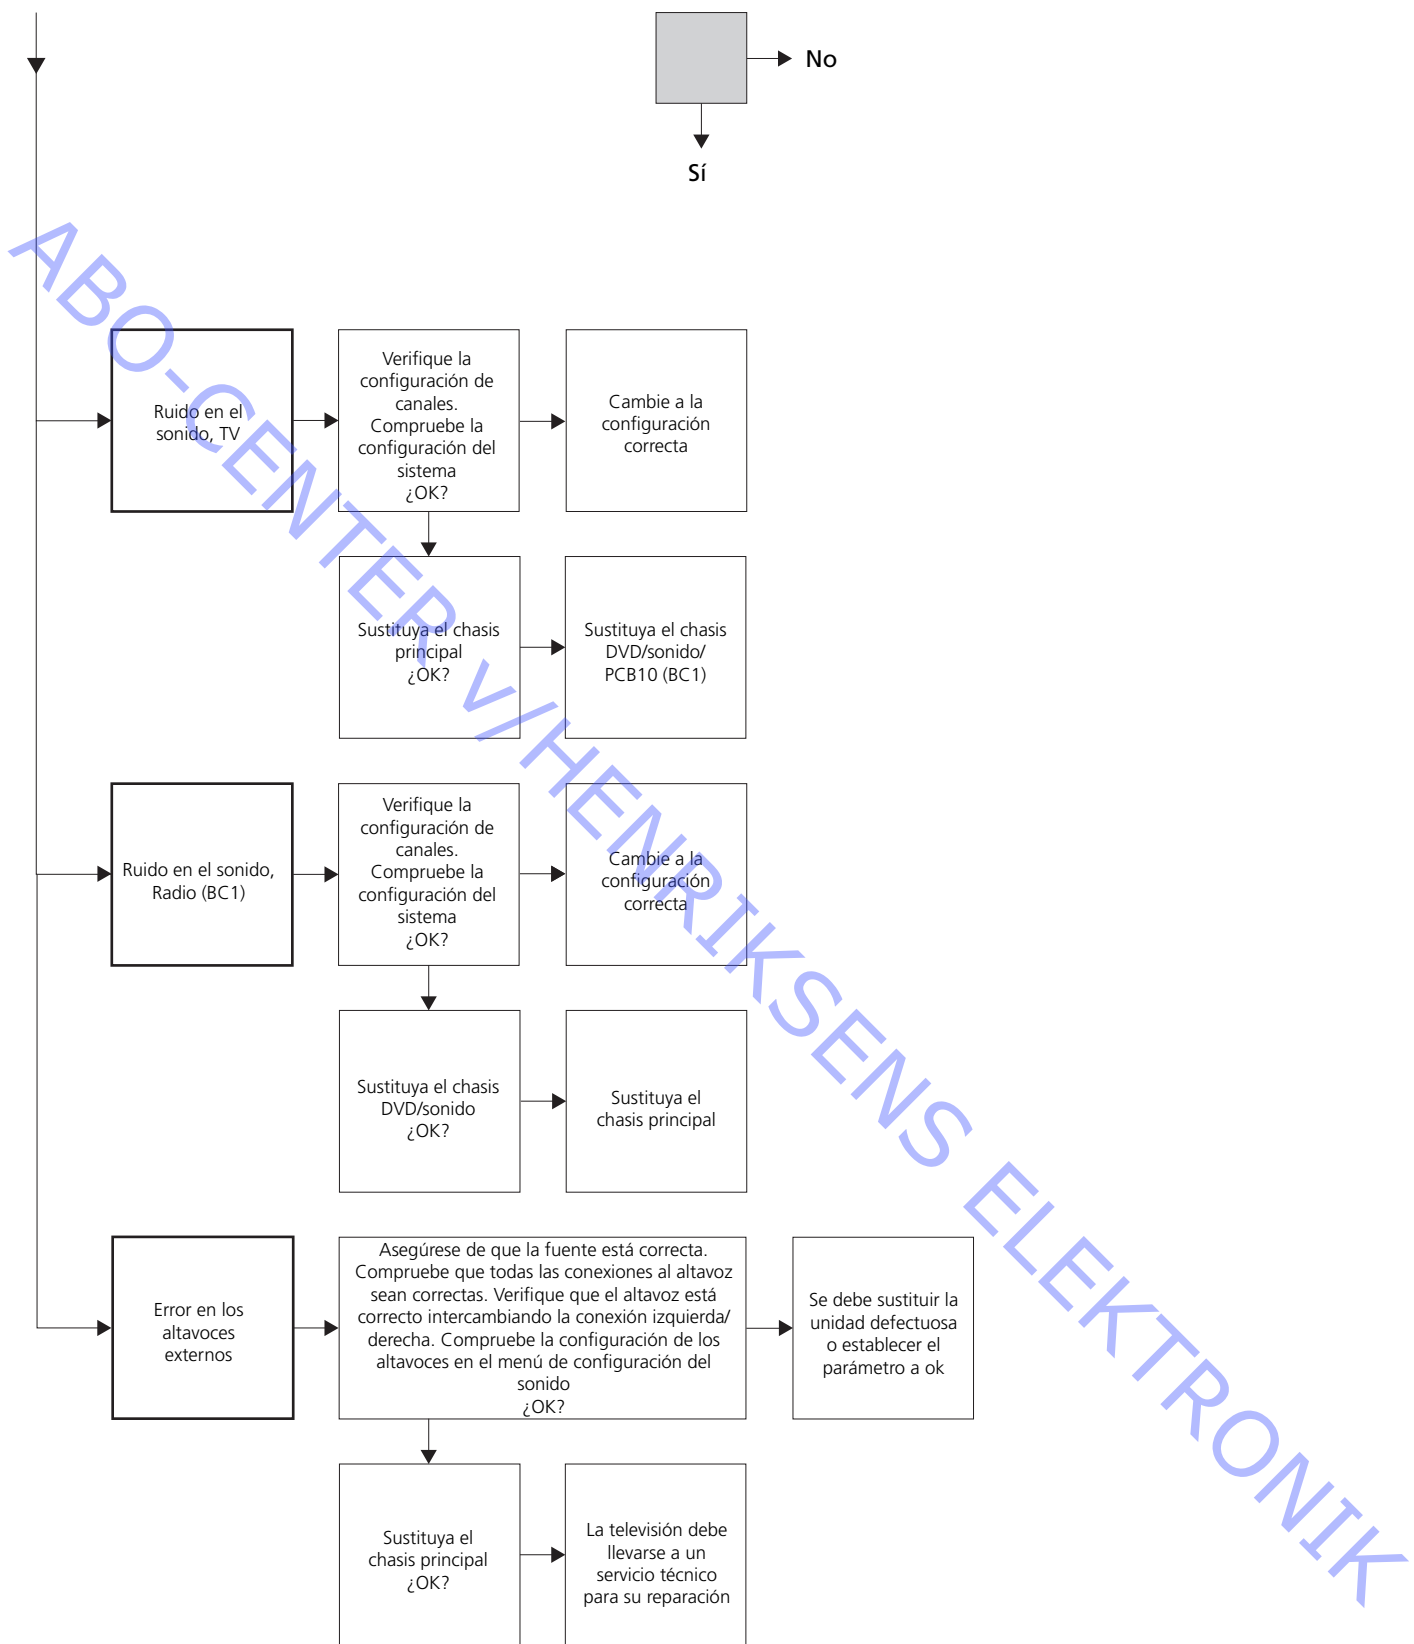 No
Sí
ABO-CENTER v/HENRIKSENS ELEKTRONIK
Ruido en el
sonido, TV
Verifique la
configuración de
canales.
Compruebe la
configuración del
sistema
¿OK?
Cambie a la
configuración
correcta
Sustituya el chasis
principal
¿OK?
Sustituya el chasis
DVD/sonido/
PCB10 (BC1)
Ruido en el sonido,
Radio (BC1)
Verifique la
configuración de
canales.
Compruebe la
configuración del
sistema
¿OK?
Cambie a la
configuración
correcta
Sustituya el chasis
DVD/sonido
¿OK?
Sustituya el
chasis principal
Error en los
altavoces
externos
Asegúrese de que la fuente está correcta.
Compruebe que todas las conexiones al altavoz
sean correctas. Verifique que el altavoz está
correcto intercambiando la conexión izquierda/
derecha. Compruebe la configuración de los
altavoces en el menú de configuración del
sonido
¿OK?
Se debe sustituir la
unidad defectuosa
o establecer el
parámetro a ok
Sustituya el
chasis principal
¿OK?
La televisión debe
llevarse a un
servicio técnico
para su reparación